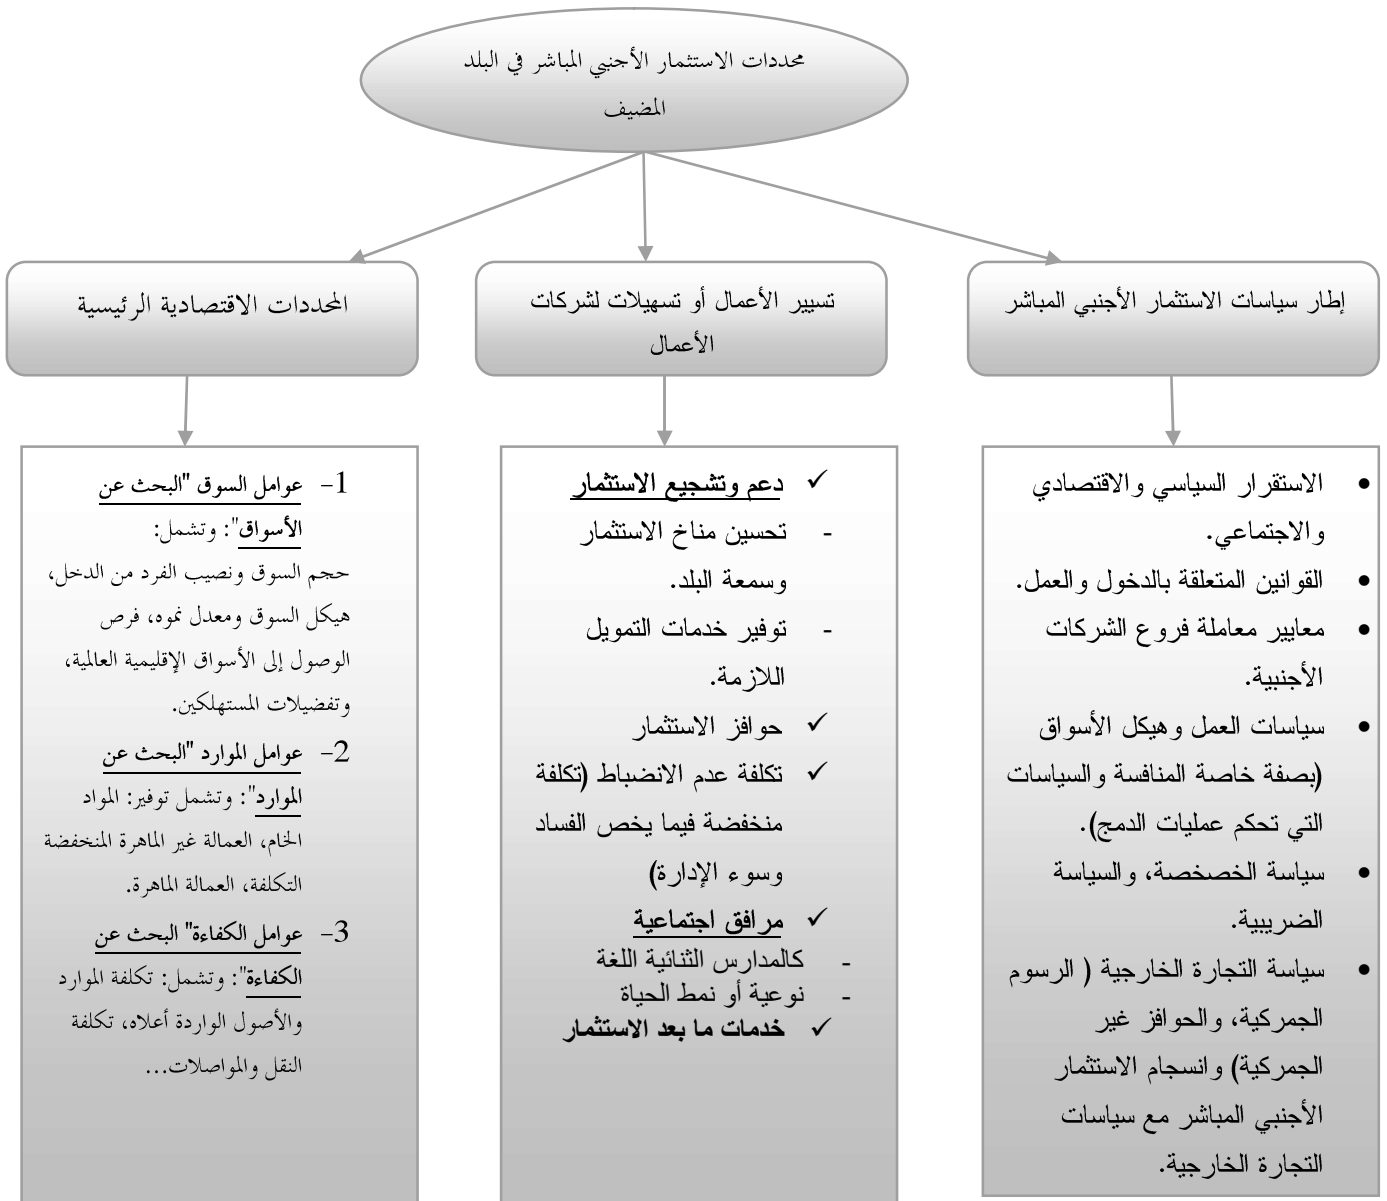 محددات الاستثمار الأجنبي المباشر في البلد
المضيف
إطار سياسات الاستثمار الأجنبي المباشر
تسيير الأعمال أو تسهيلات لشركات
الأعمال
المحددات الاقتصادية الرئيسية
• الاستقرار السياسي والاقتصادي
والاجتماعي.
• القوانين المتعلقة بالدخول والعمل.
• معايير معاملة فروع الشركات
الأجنبية.
• سياسات العمل وهيكل الأسواق
(بصفة خاصة المنافسة والسياسات
التي تحكم عمليات الدمج).
• سياسة الخصخصة، والسياسة
الضريبية.
• سياسة التجارة الخارجية ( الرسوم
الجمركية، والحوافز غير
الجمركية) وانسجام الاستثمار
الأجنبي المباشر مع سياسات
التجارة الخارجية.
✓ دعم وتشجيع الاستثمار
- تحسين مناخ الاستثمار
وسمعة البلد.
- توفير خدمات التمويل
اللازمة.
✓ حوافز الاستثمار
✓ تكلفة عدم الانضباط (تكلفة
منخفضة فيما يخص الفساد
وسوء الإدارة)
✓ مرافق اجتماعية
- كالمدارس الثنائية اللغة
- نوعية أو نمط الحياة
✓ خدمات ما بعد الاستثمار
1- عوامل السوق "البحث عن
الأسواق": وتشمل:
حجم السوق ونصيب الفرد من الدخل،
هيكل السوق ومعدل نموه، فرص
الوصول إلى الأسواق الإقليمية العالمية،
وتفضيلات المستهلكين.
2- عوامل الموارد "البحث عن
الموارد": وتشمل توفير: المواد
الخام، العمالة غير الماهرة المنخفضة
التكلفة، العمالة الماهرة.
3- عوامل الكفاءة" البحث عن
الكفاءة": وتشمل: تكلفة الموارد
والأصول الواردة أعلاه، تكلفة
النقل والمواصلات...